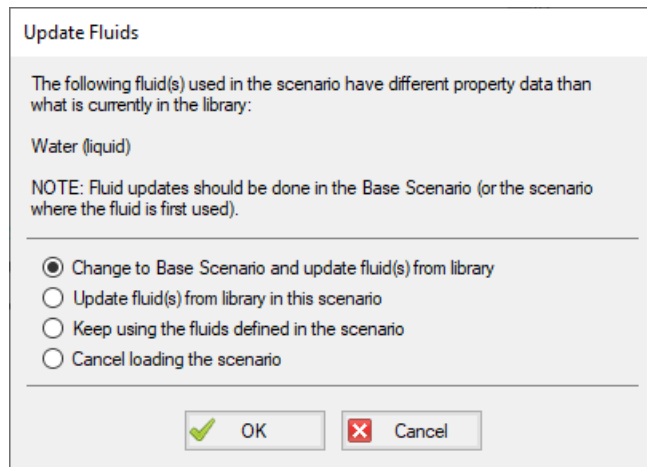 Update Fluids
The following fluid(s) used in the scenario have different property data than
what is currently in the library:
Water (liquid)
NOTE: Fluid updates should be done in the Base Scenario (or the scenario
where the fluid is first used).
Change to Base Scenario and update fluid(s) from library
Update fluid(s) from library in this scenario
Keep using the fluids defined in the scenario
Cancel loading the scenario
OK
Cancel